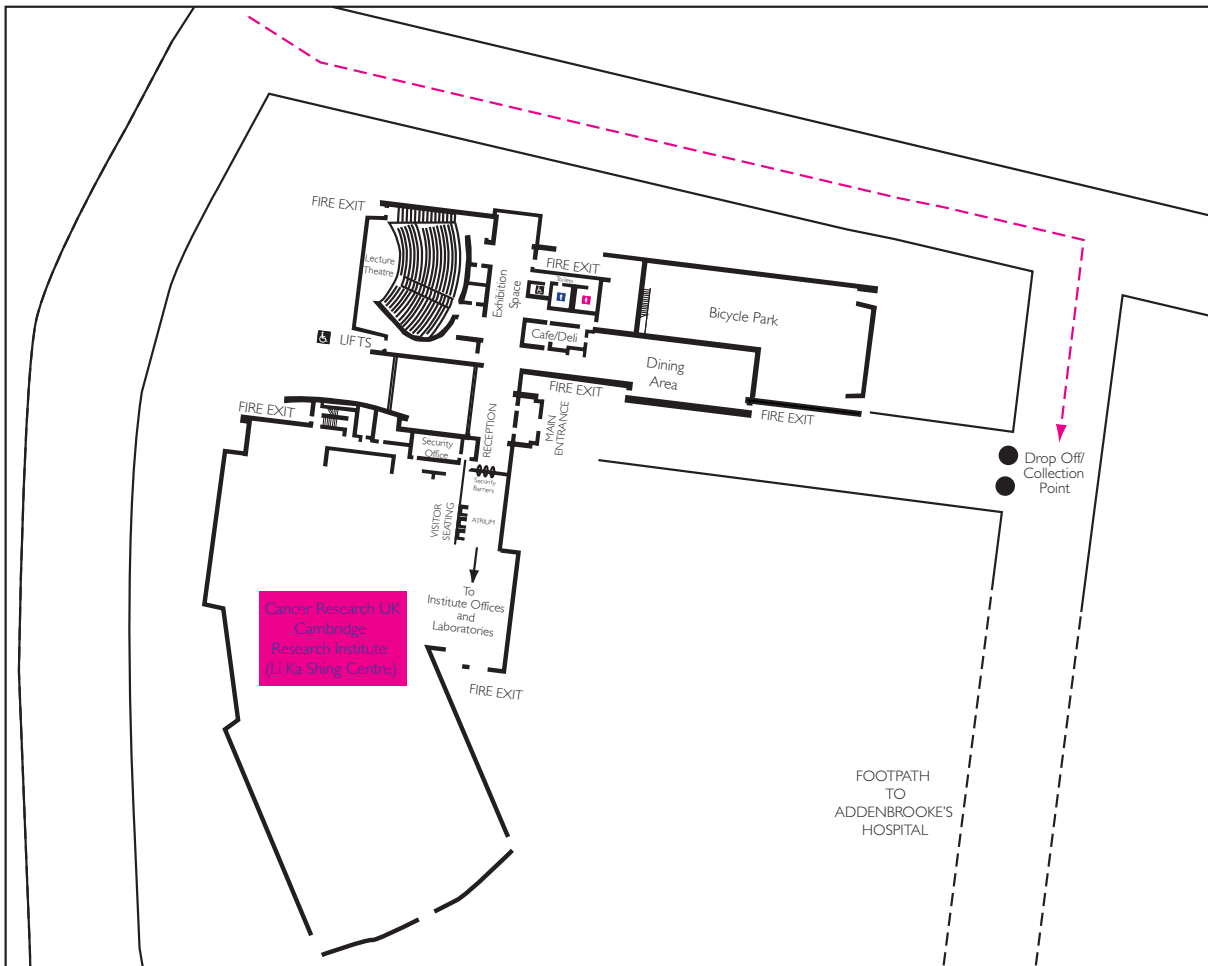 FIRE EXIT
Lecture
Theatre
LIFTS
Exhibition
Space
FIRE EXIT
Toilets
Cafe/Deli
Bicycle Park
Dining
Area
FIRE EXIT
FIRE EXIT
FIRE EXIT
Security
Office
RECEPTION
MAIN
ENTRANCE
Security
Barriers
VISITOR
SEATING
ATRIUM
To
Institute Offices
and
Laboratories
Cancer Research UK
Cambridge
Research Institute
(Li Ka Shing Centre)
FIRE EXIT
Drop Off/
Collection
Point
FOOTPATH
TO
ADDENBROOKE'S
HOSPITAL